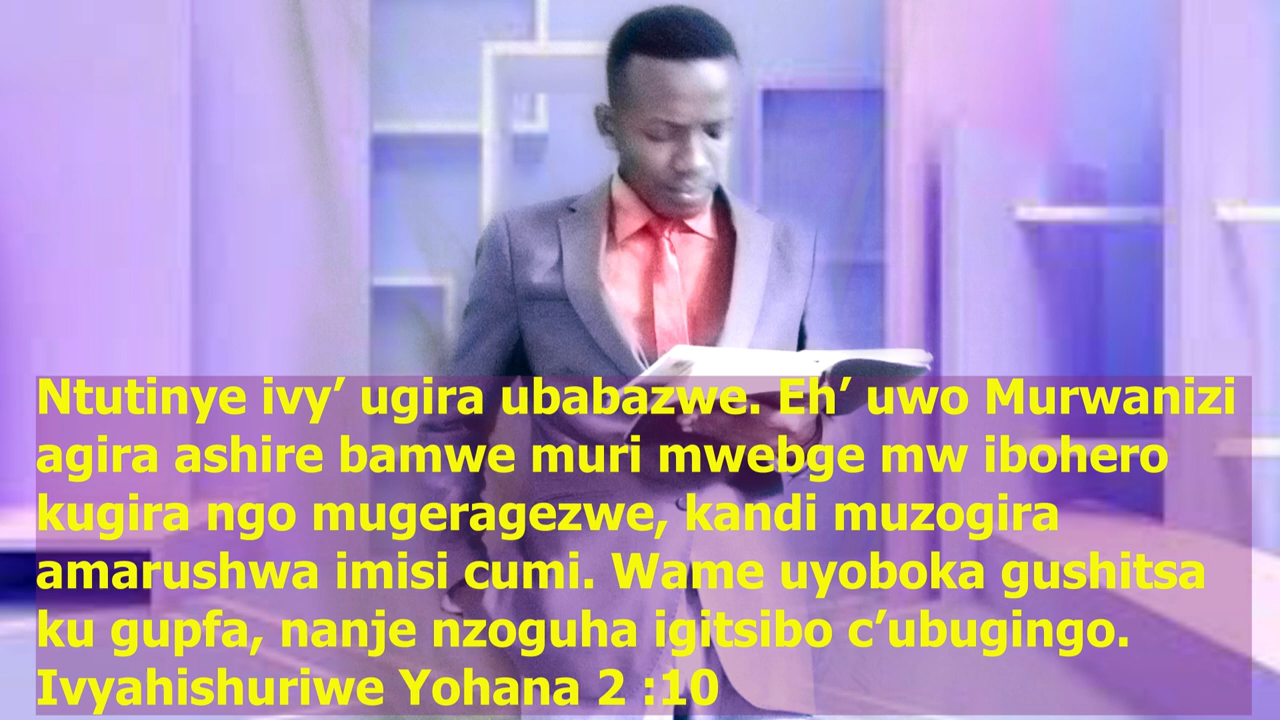 Ntutinye ivy’ ugira ubabazwe. Eh’ uwo Murwanizi
agira ashire bamwe muri mwebge mw ibohero
kugira ngo mugeragezwe, kandi muzogira
amarushwa imisi cumi. Wame uyoboka gushitsa
ku gupfa, nanje nzoguha igitsibo c’ubugingo.
Ivyahishuriwe Yohana 2 :10